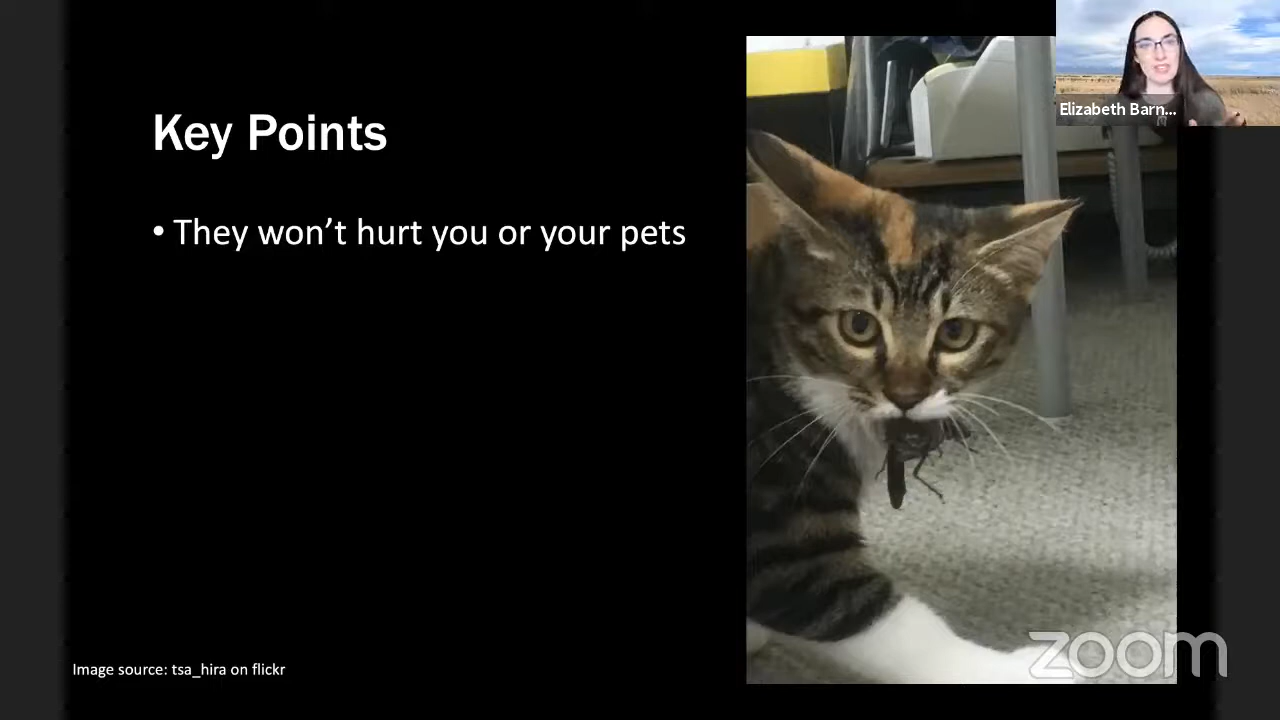 Elizabeth Barn...
Key Points
• They won't hurt you or your pets
Image source: tsa_hira on flickr
zoom